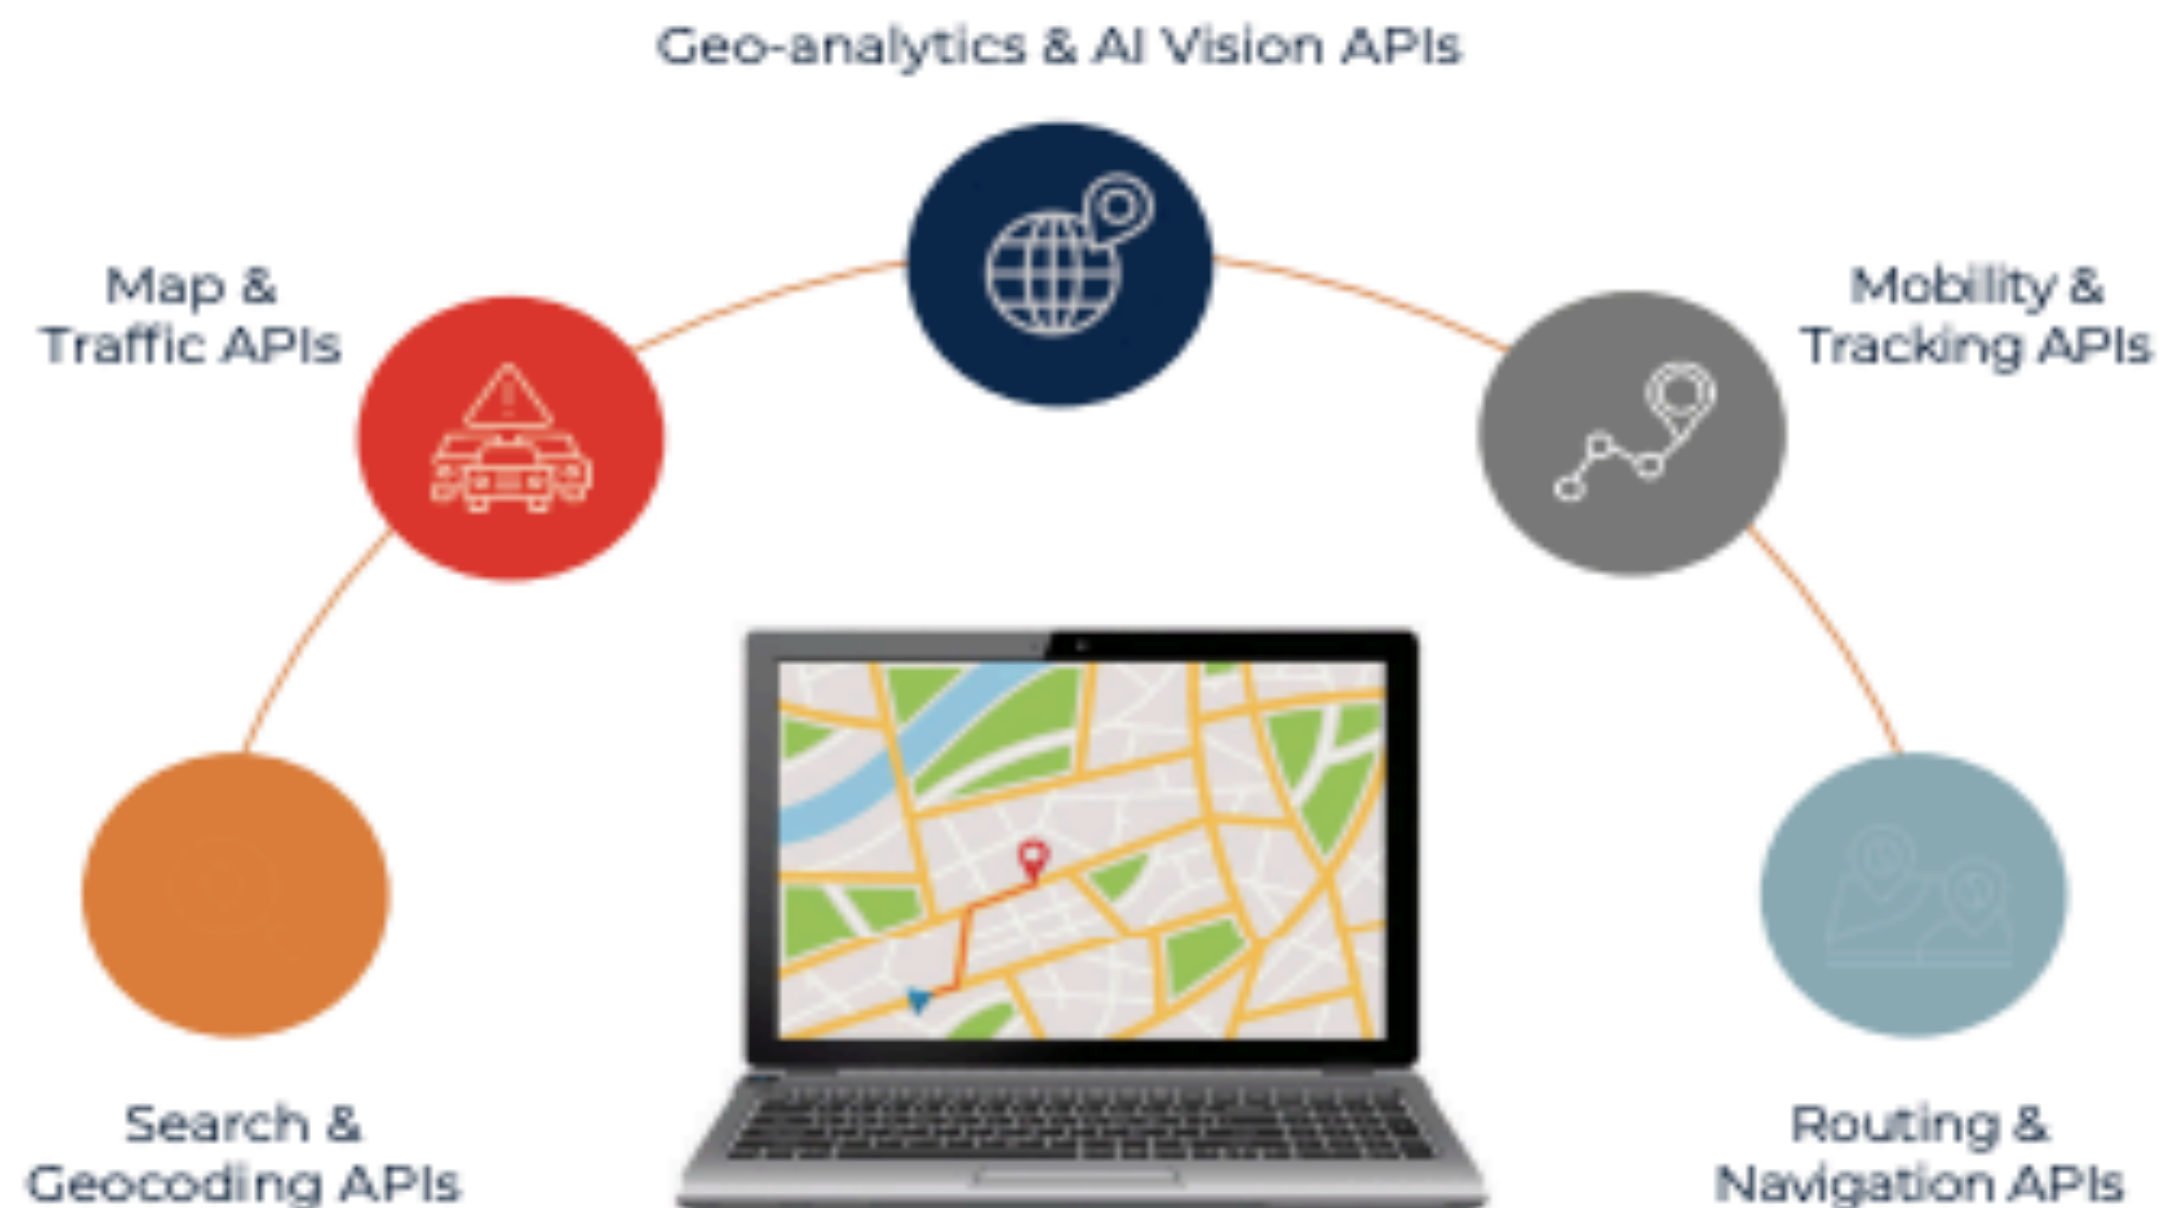 Geo-analytics & AI Vision APIs
Map &
Traffic APIs
Mobility &
Tracking APIs
Search &
Geocoding APIs
Routing &
Navigation APIs